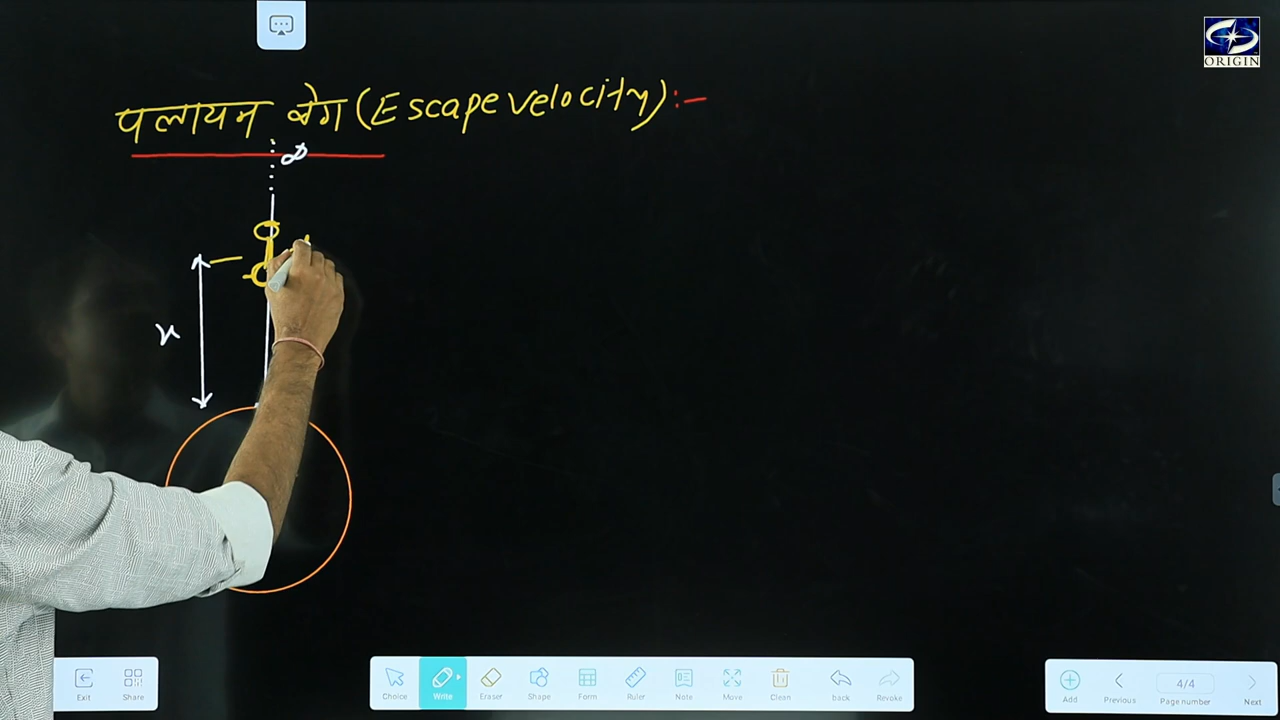 ORIGIN
पलायन वेग (Escape velocity):-
∞
x
Exit
Share
Choice
Write
Eraser
Shape
Form
Ruler
Note
Move
Clean
back
Revoke
Add
Previous
4/4
Page number
Next